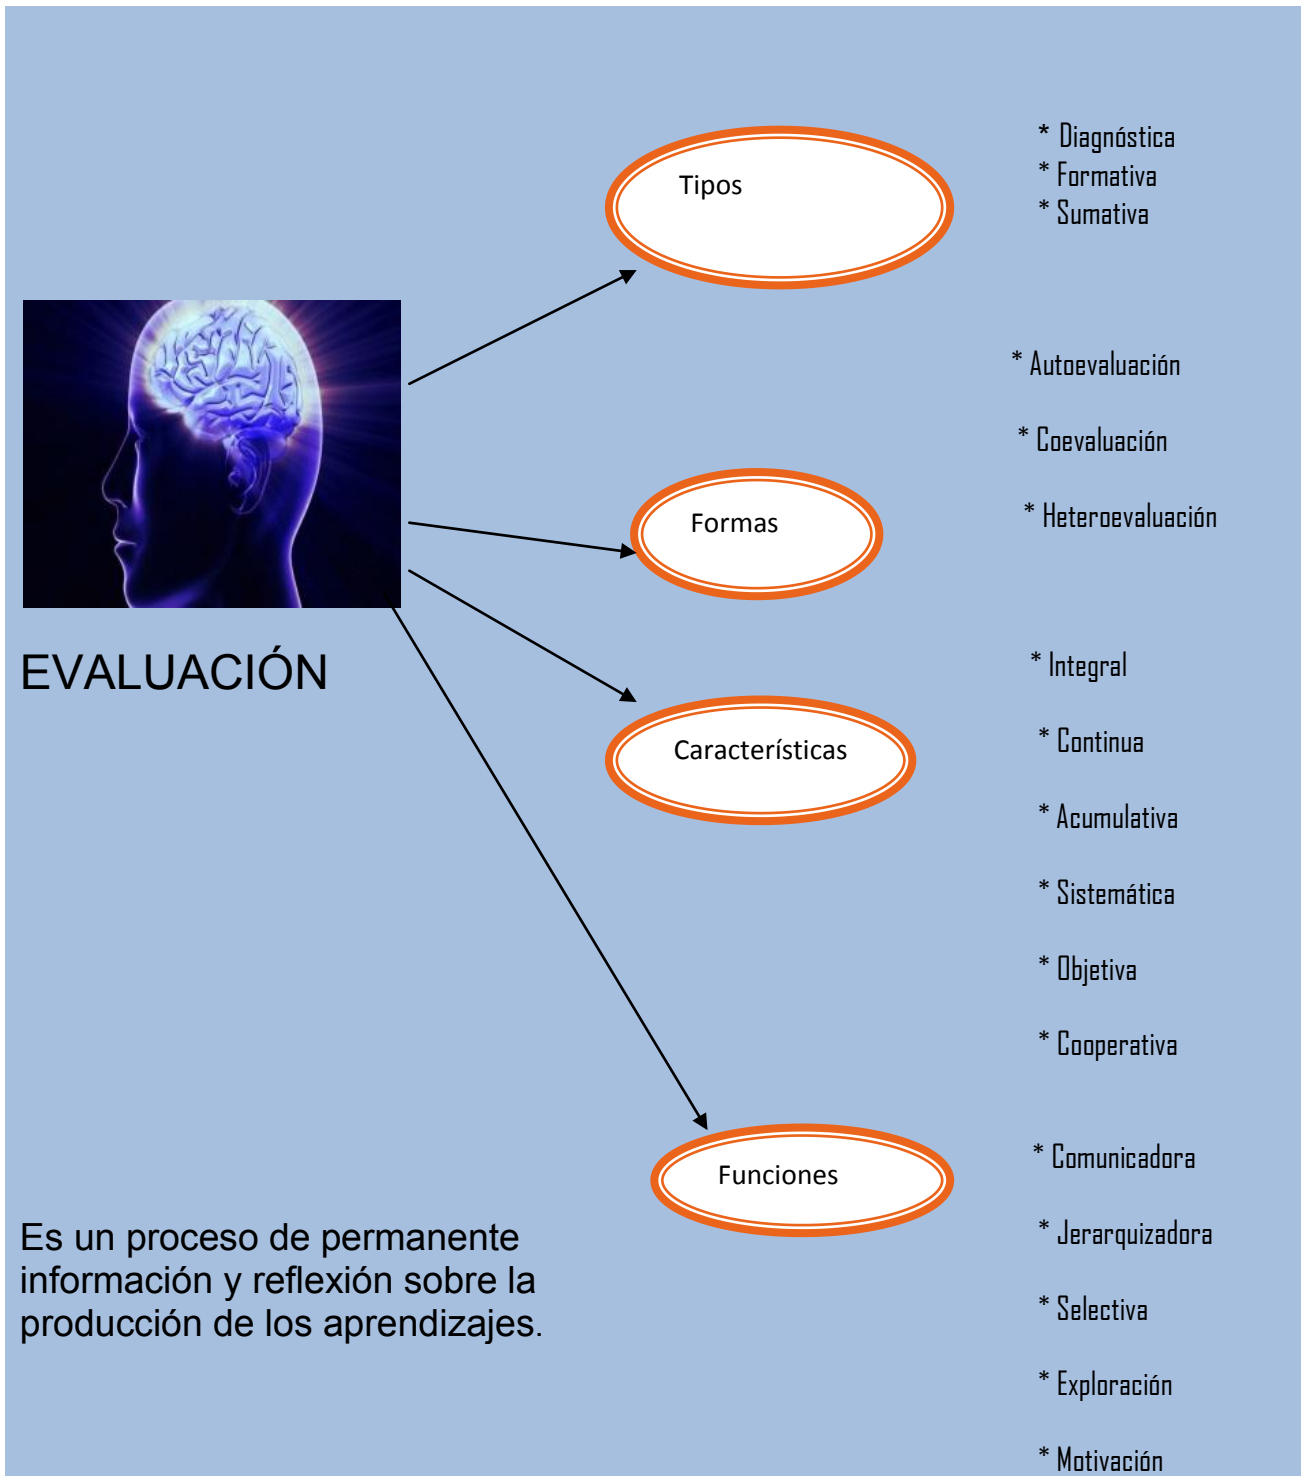 Tipos
* Diagnóstica
* Formativa
* Sumativa
Formas
* Autoevaluación
* Coevaluación
* Heteroevaluación
EVALUACIÓN
Característísticas
* Integral
* Continua
* Acumulativa
* Sistemática
* Objetiva
* Cooperativa
Funciones
* Comunicadora
* Jerarquizadora
* Selectiva
* Exploración
* Motivación
Es un proceso de permanente
información y reflexión sobre la
producción de los aprendizajes.